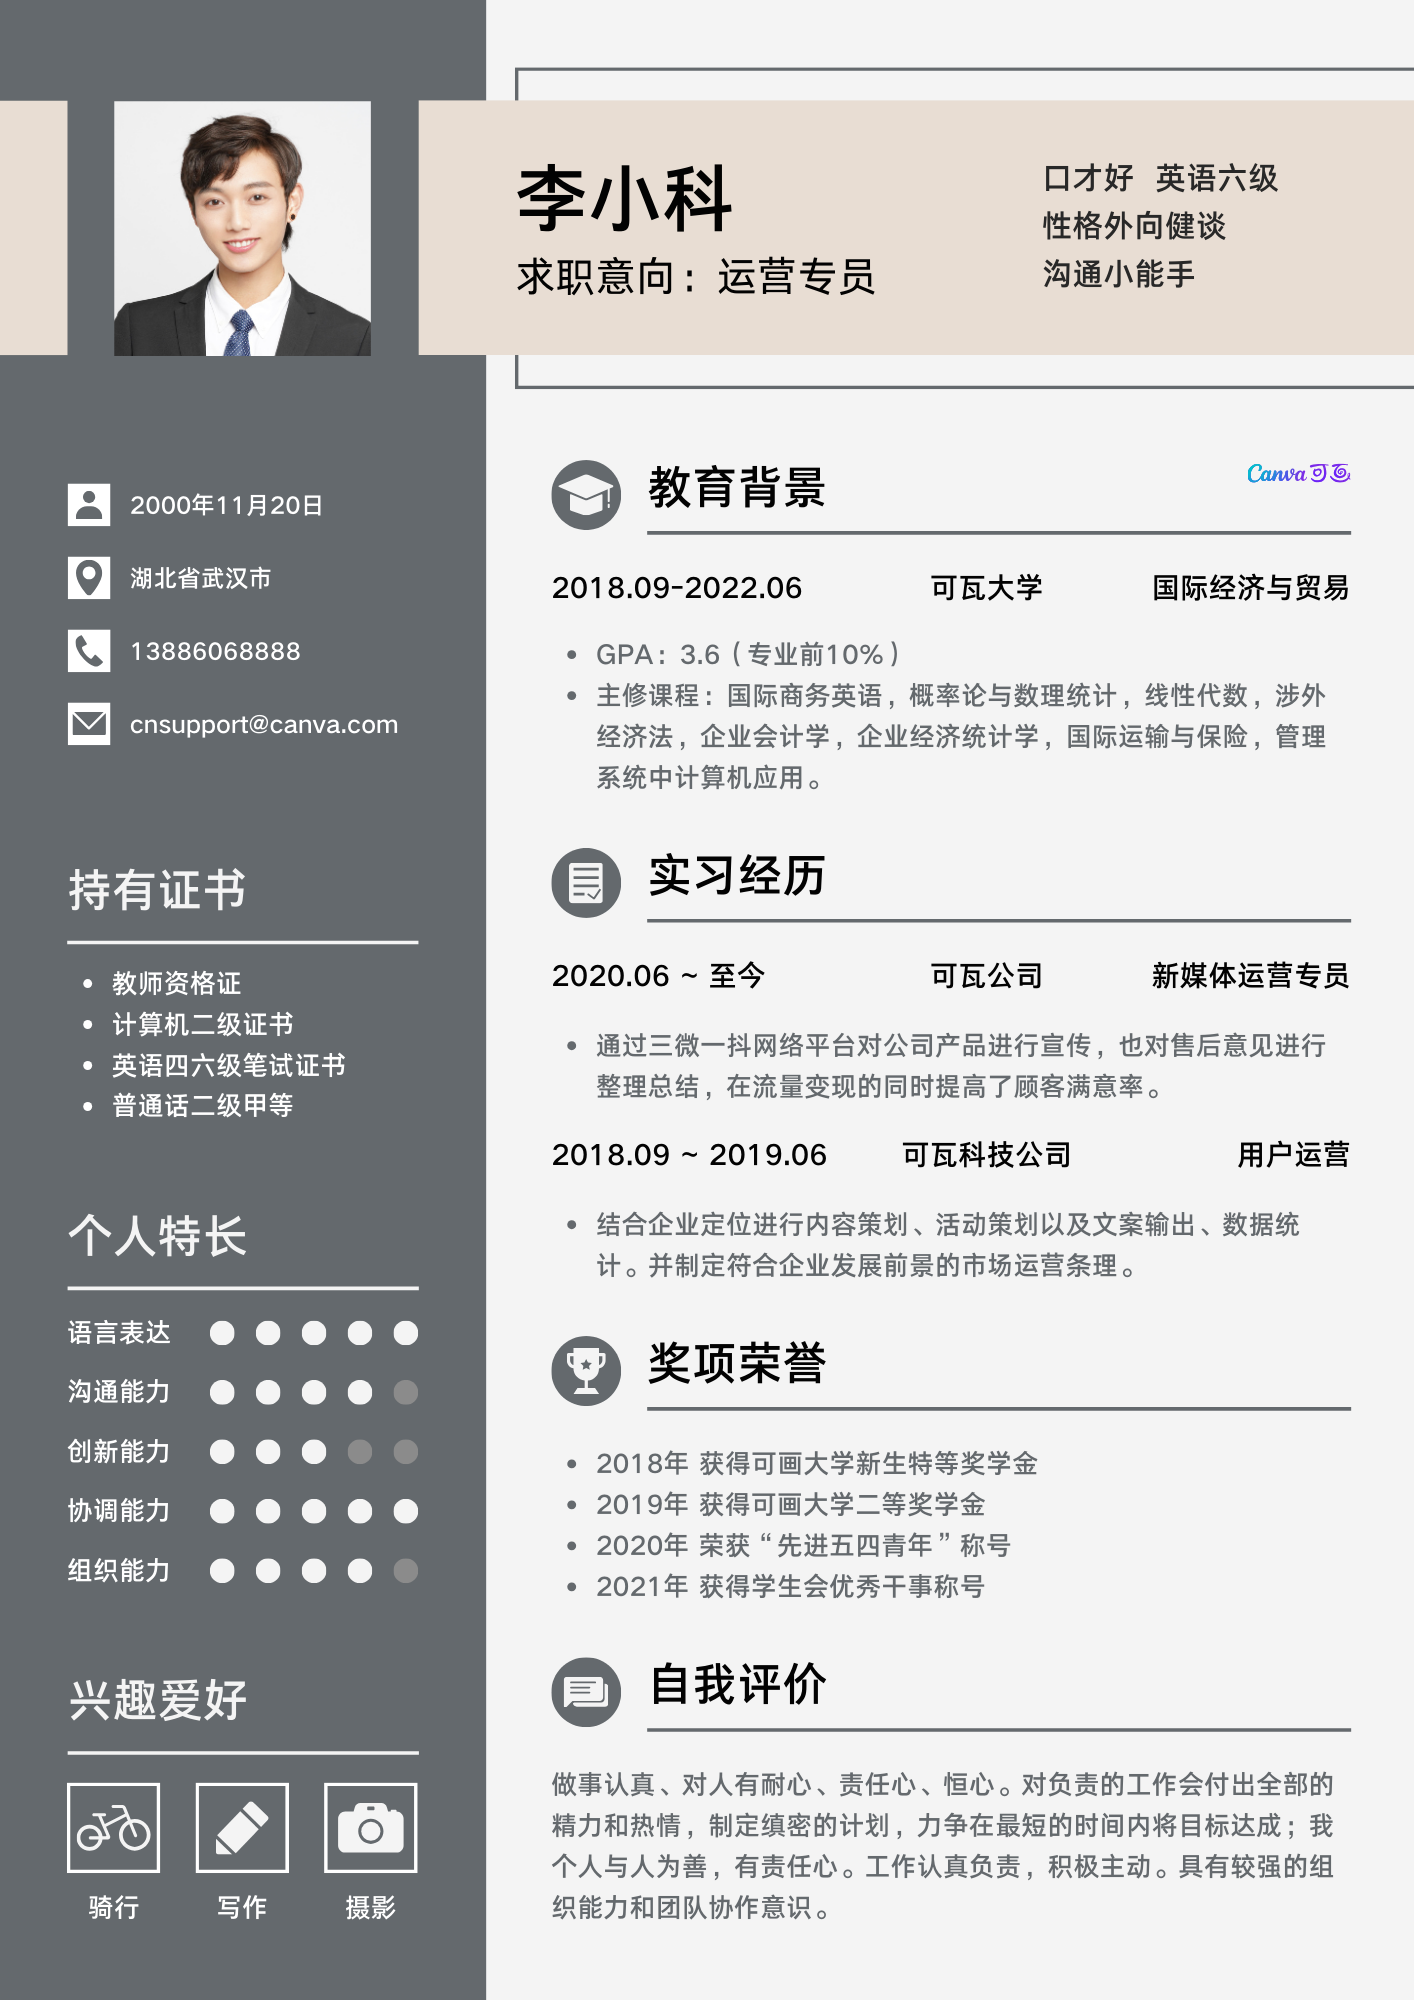 李小科
求职意向：运营专员
口才好 英语六级
性格外向健谈
沟通小能手
2000年11月20日
湖北省武汉市
13886068888
cnsupport@canva.com
持有证书
• 教师资格证
• 计算机二级证书
• 英语四六级笔试证书
• 普通话二级甲等
个人特长
语言表达
沟通能力
创新能力
协调能力
组织能力
兴趣爱好
骑行 写作 摄影
教育背景
Canva可画
2018.09-2022.06 可瓦大学 国际经济与贸易
• GPA：3.6（专业前10%）
• 主修课程：国际商务英语，概率论与数理统计，线性代数，涉外
经济法，企业会计学，企业经济统计学，国际运输与保险，管理
系统中计算机应用。
实习经历
2020.06 ~ 至今 可瓦公司 新媒体运营专员
• 通过三微一抖网络平台对公司产品进行宣传，也对售后意见进行
整理总结，在流量变现的同时提高了顾客满意率。
2018.09 ~ 2019.06 可瓦科技公司 用户运营
• 结合企业定位进行内容策划、活动策划以及文案输出、数据统
计。并制定符合企业发展前景的市场运营条理。
奖项荣誉
• 2018年 获得可画大学新生特等奖学金
• 2019年 获得可画大学二等奖学金
• 2020年 荣获“先进五四青年”称号
• 2021年 获得学生会优秀干事称号
自我评价
做事认真、对人有耐心、责任心、恒心。对负责的工作会付出全部的
精力和热情，制定缜密的计划，力争在最短的时间内将目标达成；我
个人与人为善，有责任心。工作认真负责，积极主动。具有较强的组
织能力和团队协作意识。